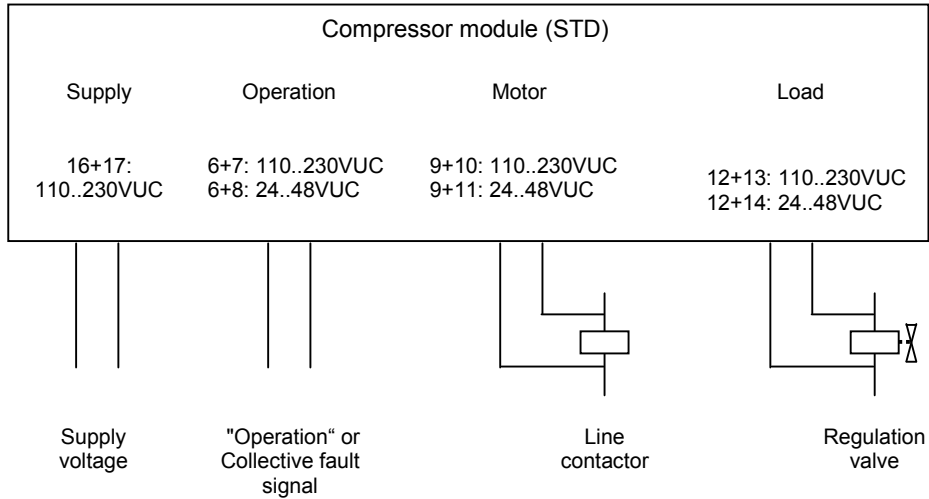 Compressor module (STD)
Supply
Operation
Motor
Load
16+17:
110..230VUC
6+7: 110..230VUC
6+8: 24..48VUC
9+10: 110..230VUC
9+11: 24..48VUC
12+13: 110..230VUC
12+14: 24..48VUC
Supply
voltage
"Operation“ or
Collective fault
signal
Line
contactor
Regulation
valve